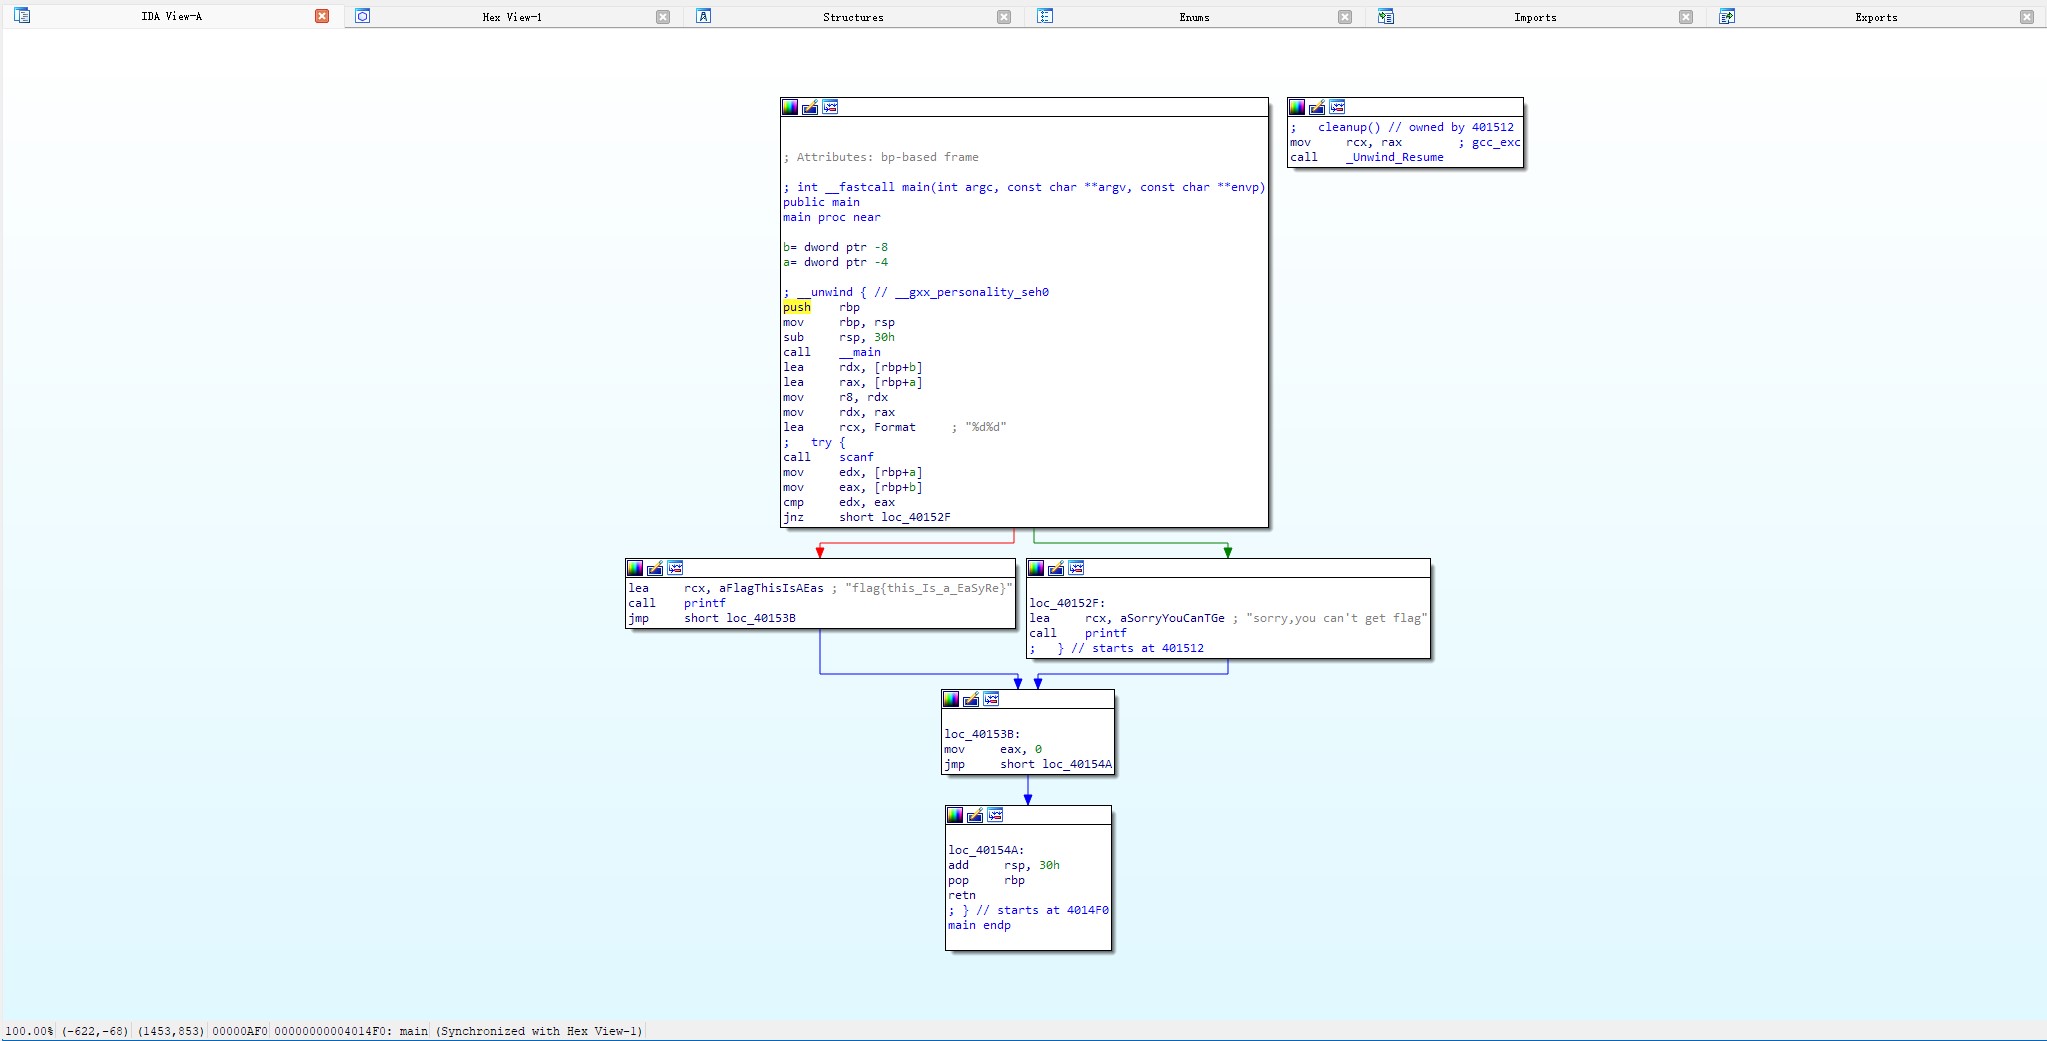 IDA View-A
Hex View-1
Structures
Enums
Imports
Exports
; Attributes: bp-based frame
; int __fastcall main(int argc, const char **argv, const char **envp)
public main
main proc near
b= dword ptr -8
a= dword ptr -4
; __unwind { // __gxx_personality_seh0
push rbp
mov rbp, rsp
sub rsp, 30h
call __main
lea rdx, [rbp+b]
lea rax, [rbp+a]
mov r8, rdx
mov rdx, rax
lea rcx, Format ; "%d%d"
; try {
call scanf
mov edx, [rbp+a]
mov eax, [rbp+b]
cmp edx, eax
jnz short loc_40152F
; cleanup() // owned by 401512
mov rcx, rax ; gcc_exc
call _Unwind_Resume
lea rcx, aFlagThisIsAEas ; "flag{this_Is_a_EaSyRe}"
call printf
jmp short loc_40153B
loc_40152F:
lea rcx, aSorryYouCanTGe ; "sorry,you can't get flag"
call printf
; } // starts at 401512
loc_40153B:
mov eax, 0
jmp short loc_40154A
loc_40154A:
add rsp, 30h
pop rbp
retn
; } // starts at 4014F0
main endp
100.00% (-622,-68) (1453,853) 00000AF0 00000000004014F0: main (Synchronized with Hex View-1)